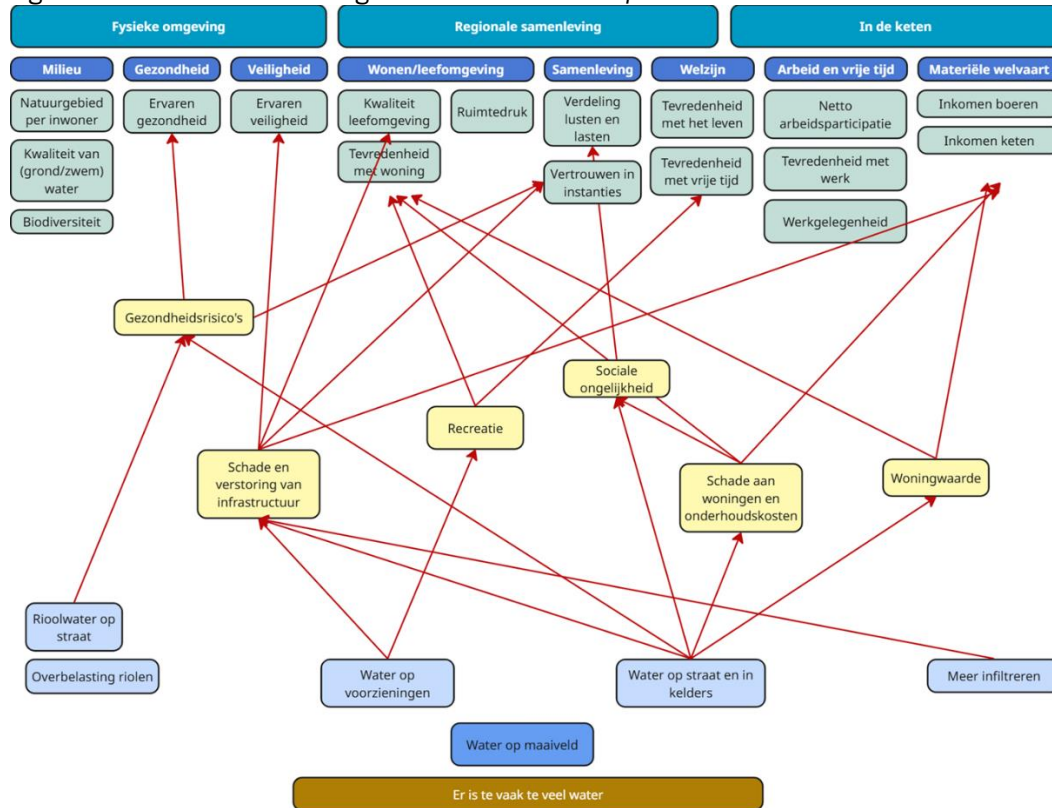 Fysieke omgeving
Regionale samenleving
In de keten
Milieu
Gezondheid
Veiligheid
Wonen/leefomgeving
Samenleving
Welzijn
Arbeid en vrije tijd
Materiële welvaart
Natuurgebied
per inwoner
Ervaren
gezondheid
Ervaren
veiligheid
Kwaliteit
leefomgeving
Ruimtedruk
Verdeling
lusten en
lasten
Tevredenheid
met het leven
Netto
arbeidsparticipatie
Inkomen boeren
Inkomen keten
Kwaliteit van
(grond/zwem)
water
Tevredenheid
met woning
Vertrouwen in
instanties
Tevredenheid
met vrije tijd
Tevredenheid met
werk
Biodiversiteit
Werkgelegenheid
Gezondheidsrisico's
Sociale
ongelijkheid
Recreatie
Schade en
verstoring van
infrastructuur
Schade aan
woningen en
onderhoudskosten
Woningwaarde
Rioolwater op
straat
Overbelasting riolen
Water op
voorzieningen
Water op straat en in
kelders
Meer infiltreren
Water op maaiveld
Er is te vaak te veel water